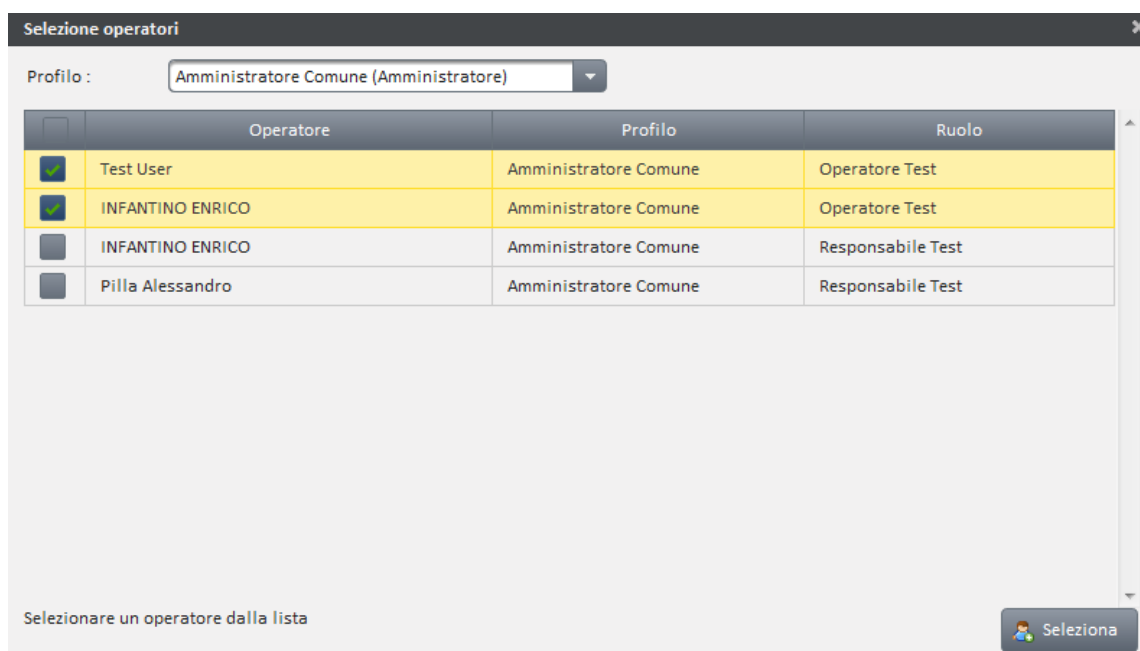 Selezione operatori
Profilo : Amministratore Comune (Amministratore)
Operatore Profilo Ruolo
Test User Amministratore Comune Operatore Test
INFANTINO ENRICO Amministratore Comune Operatore Test
INFANTINO ENRICO Amministratore Comune Responsabile Test
Pilla Alessandro Amministratore Comune Responsabile Test
Selezionare un operatore dalla lista
Seleziona